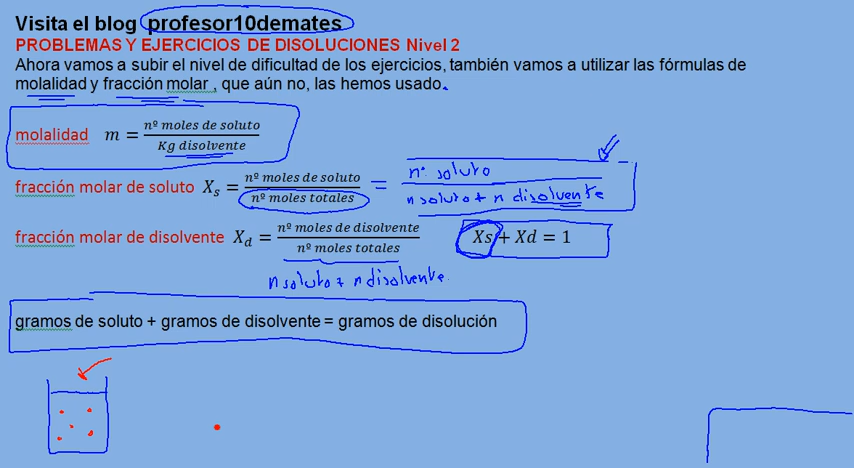 Visita el blog profesor10demates
PROBLEMAS Y EJERCICIOS DE DISOLUCIONES Nivel 2
Ahora vamos a subir el nivel de dificultad de los ejercicios, también vamos a utilizar las fórmulas de
molalidad y fracción molar , que aún no, las hemos usado.
molalidad m = nº moles de soluto / Kg disolvente
fracción molar de soluto Xs = nº moles de soluto / nº moles totales = nº soluto / n soluto + n disolvente
fracción molar de disolvente Xd = nº moles de disolvente / nº moles totales Xs + Xd = 1
n soluto + n disolvente.
gramos de soluto + gramos de disolvente = gramos de disolución